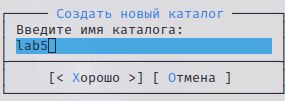 Создать новый каталог
Введите имя каталога:
lab5
[< Хорошо >] [ Отмена ]